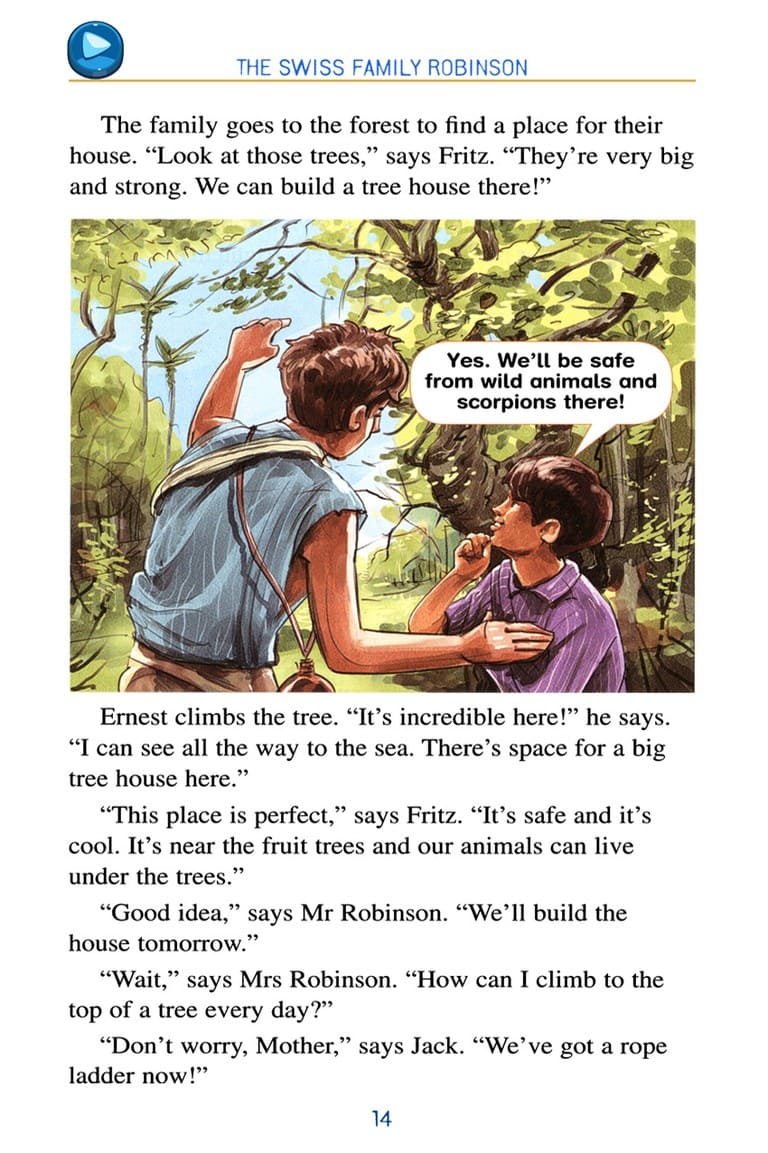 THE SWISS FAMILY ROBINSON
The family goes to the forest to find a place for their
house. “Look at those trees,” says Fritz. “They’re very big
and strong. We can build a tree house there!”
Yes. We’ll be safe
from wild animals and
scorpions there!
Ernest climbs the tree. “It’s incredible here!” he says.
“I can see all the way to the sea. There’s space for a big
tree house here.”
“This place is perfect,” says Fritz. “It’s safe and it’s
cool. It’s near the fruit trees and our animals can live
under the trees.”
“Good idea,” says Mr Robinson. “We’ll build the
house tomorrow.”
“Wait,” says Mrs Robinson. “How can I climb to the
top of a tree every day?”
“Don’t worry, Mother,” says Jack. “We’ve got a rope
ladder now!”
14